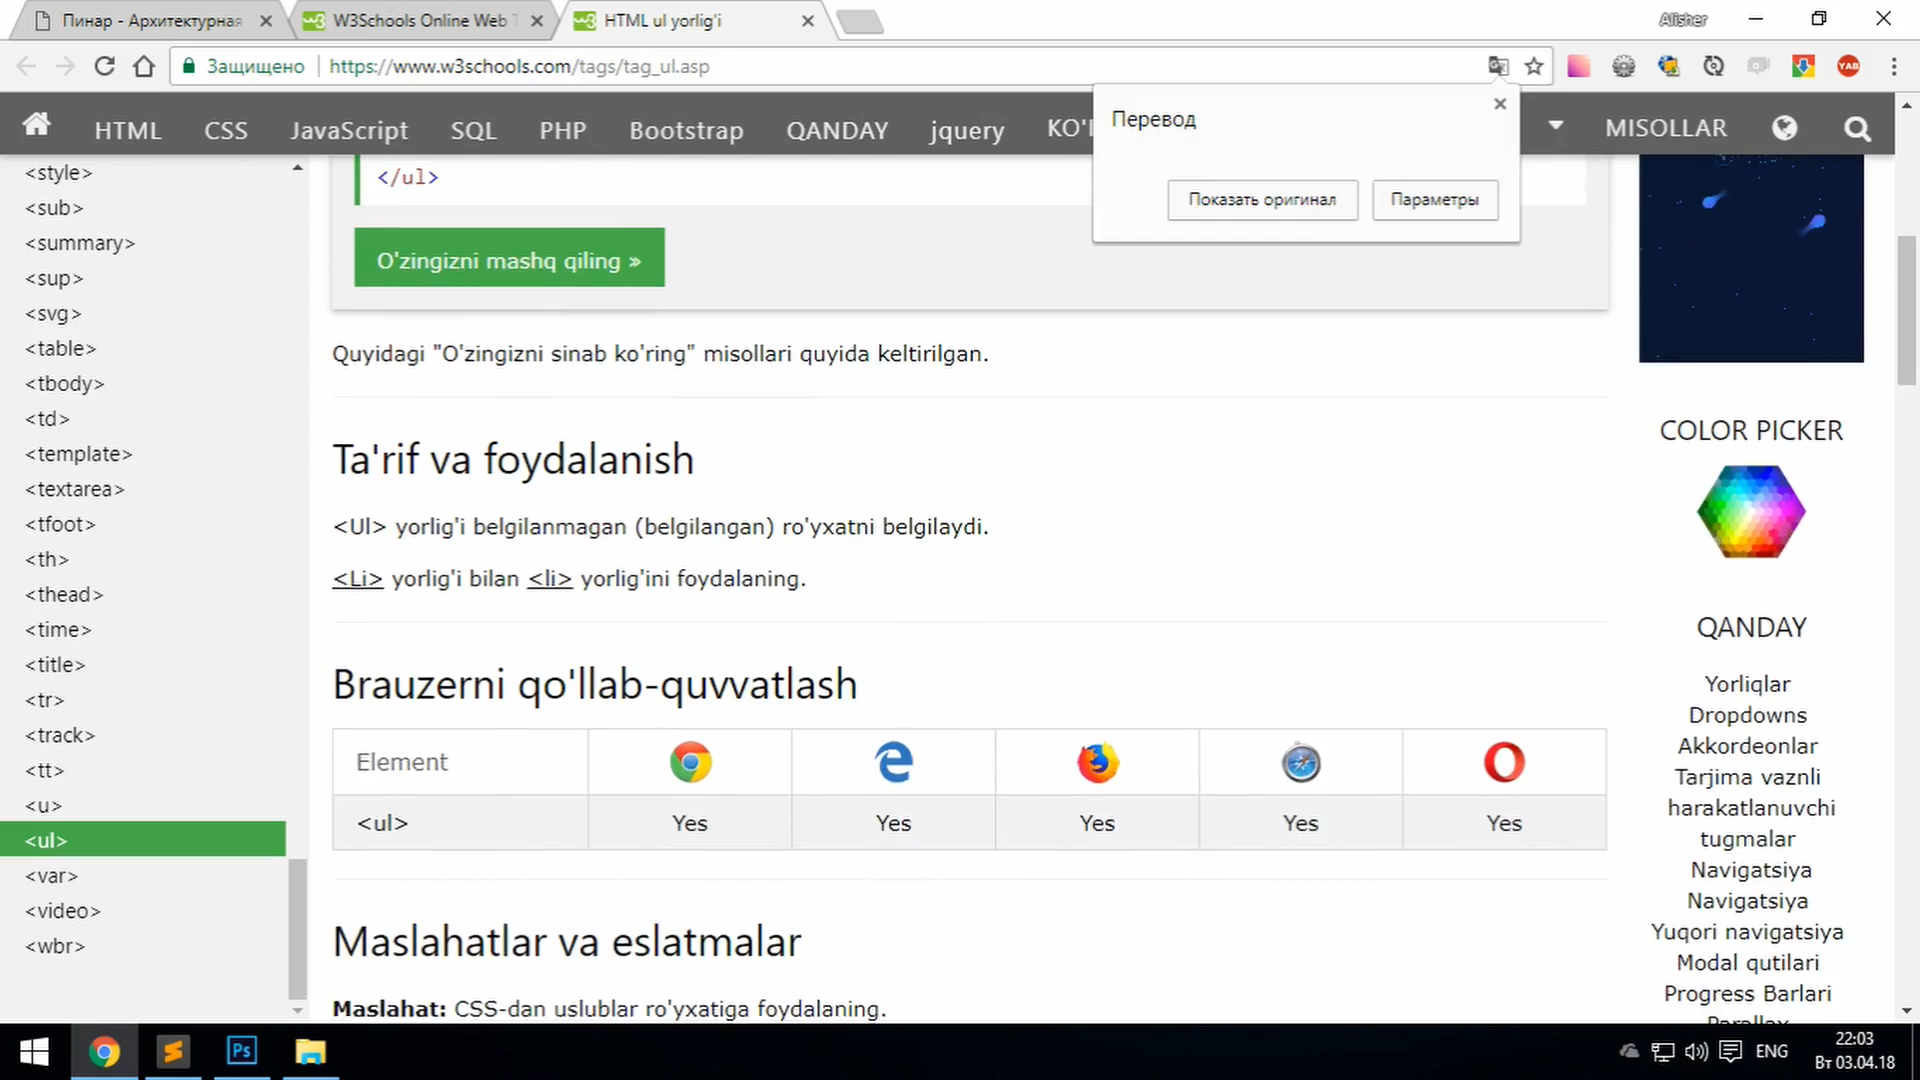 Пинар - Архитектурная
W3Schools Online Web T
HTML ul yorlig'i
Alisher
Защищено
https://www.w3schools.com/tags/tag_ul.asp
YAB
HTML CSS JavaScript SQL PHP Bootstrap QANDAY jquery MISOLLAR
Перевод
Показать оригинал
Параметры
<style>
<sub>
<summary>
<sup>
<svg>
<table>
<tbody>
<td>
<template>
<textarea>
<tfoot>
<th>
<thead>
<time>
<title>
<tr>
<track>
<tt>
<u>
<ul>
<var>
<video>
<wbr>
</ul>
O'zingizni mashq qiling »
Quyidagi "O'zingizni sinab ko'ring" misollari quyida keltirilgan.
Ta'rif va foydalanish
<Ul> yorlig'i belgilanmagan (belgilangan) ro'yxatni belgilaydi.
<Li> yorlig'i bilan <li> yorlig'ini foydalaning.
Brauzerni qo'llab-quvvatlash
Element
<ul> Yes Yes Yes Yes Yes
Maslahatlar va eslatmalar
Maslahat: CSS-dan uslublar ro'yxatiga foydalaning.
COLOR PICKER
QANDAY
Yorliqlar
Dropdowns
Akkordeonlar
Tarjima vaznli
harakatlanuvchi
tugmalar
Navigatsiya
Navigatsiya
Yuqori navigatsiya
Modal qutilari
Progress Barlari
Parallax
Ps
ENG
22:03
Вт 03.04.18